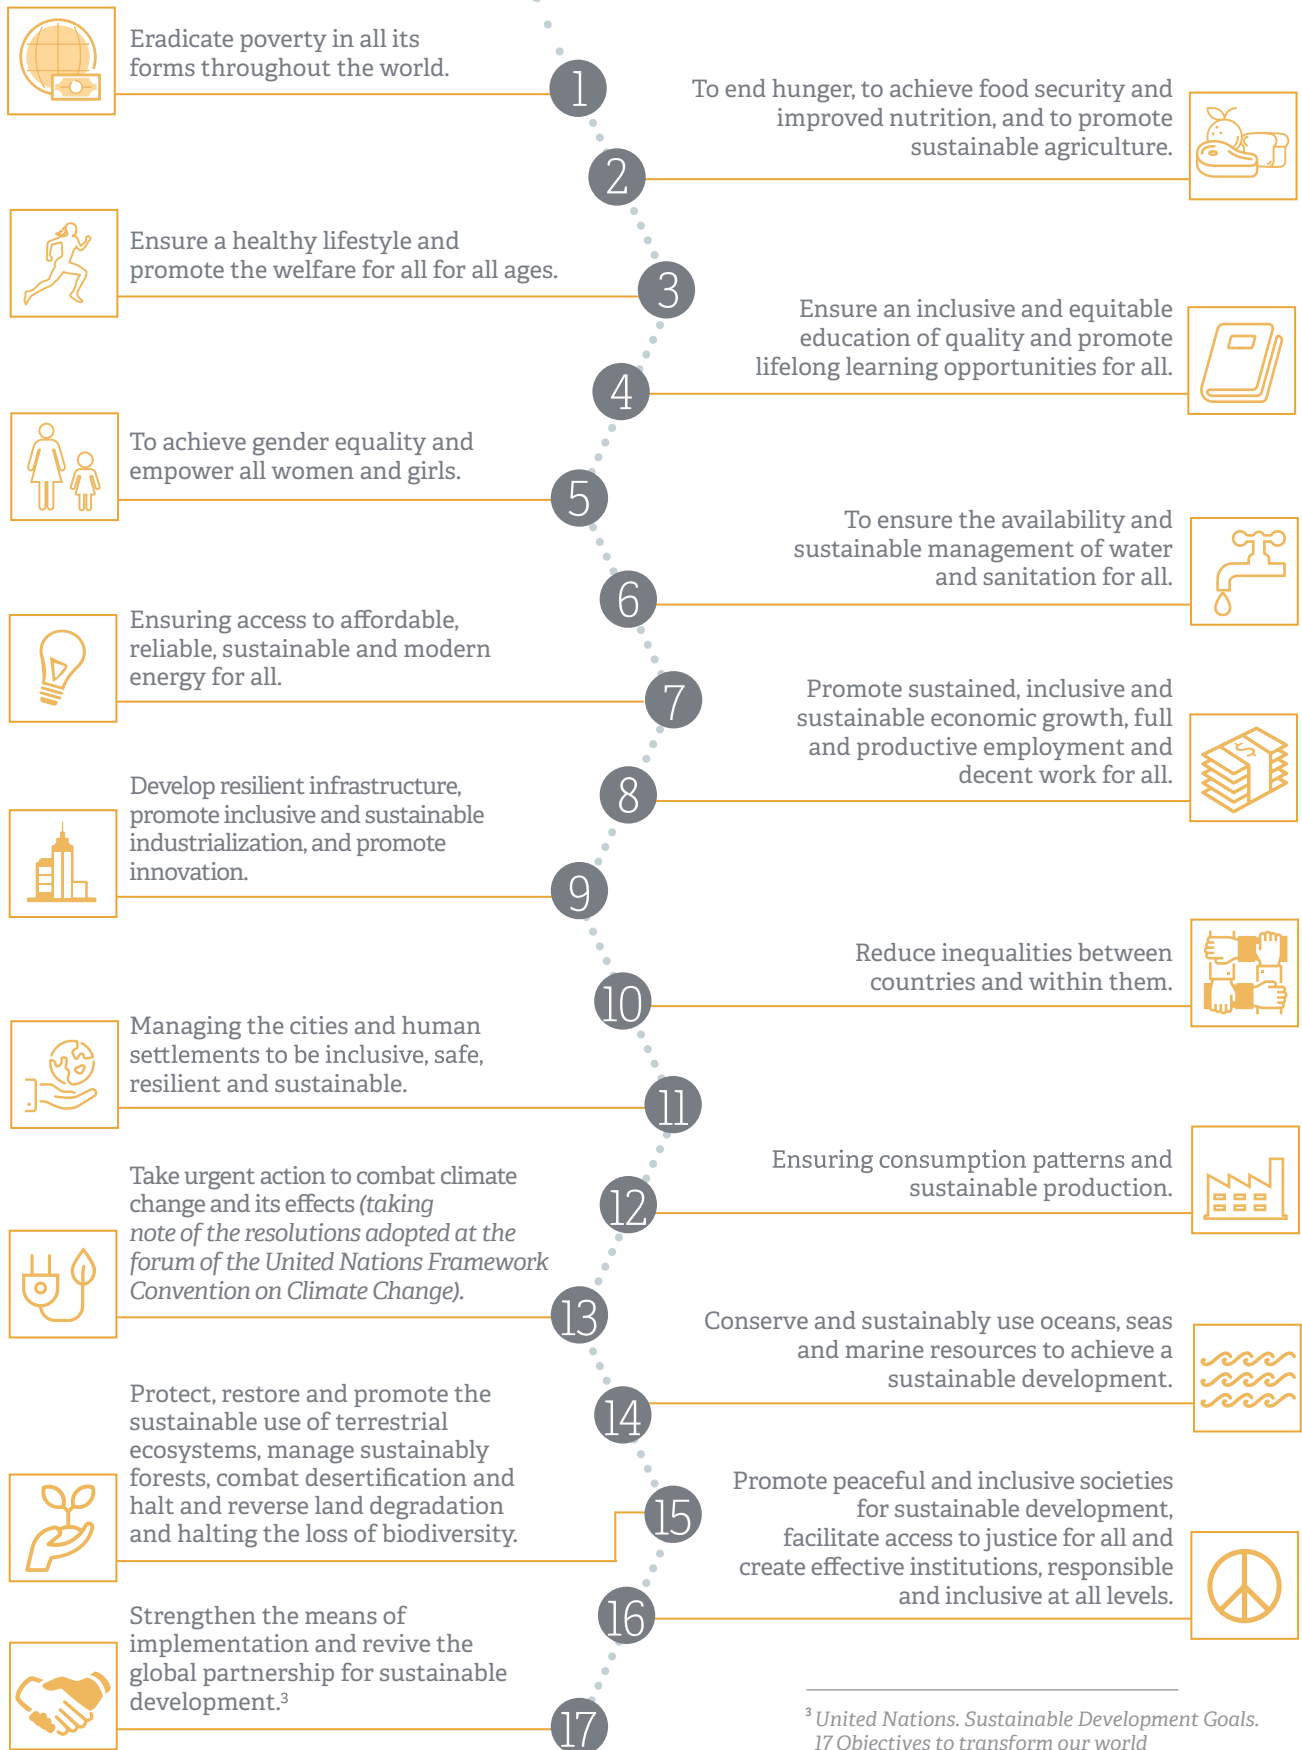 Eradicate poverty in all its
forms throughout the world.
1
To end hunger, to achieve food security and
improved nutrition, and to promote
sustainable agriculture.
2
Ensure a healthy lifestyle and
promote the welfare for all for all ages.
3
Ensure an inclusive and equitable
education of quality and promote
lifelong learning opportunities for all.
4
To achieve gender equality and
empower all women and girls.
5
To ensure the availability and
sustainable management of water
and sanitation for all.
6
Ensuring access to affordable,
reliable, sustainable and modern
energy for all.
7
Promote sustained, inclusive and
sustainable economic growth, full
and productive employment and
decent work for all.
$
8
Develop resilient infrastructure,
promote inclusive and sustainable
industrialization, and promote
innovation.
9
Reduce inequalities between
countries and within them.
10
Managing the cities and human
settlements to be inclusive, safe,
resilient and sustainable.
11
Ensuring consumption patterns and
sustainable production.
12
Take urgent action to combat climate
change and its effects (taking
note of the resolutions adopted at the
forum of the United Nations Framework
Convention on Climate Change).
13
Conserve and sustainably use oceans, seas
and marine resources to achieve a
sustainable development.
14
Protect, restore and promote the
sustainable use of terrestrial
ecosystems, manage sustainably
forests, combat desertification and
halt and reverse land degradation
and halting the loss of biodiversity.
15
Promote peaceful and inclusive societies
for sustainable development,
facilitate access to justice for all and
create effective institutions, responsible
and inclusive at all levels.
16
Strengthen the means of
implementation and revive the
global partnership for sustainable
development.³
17
³ United Nations. Sustainable Development Goals.
17 Objectives to transform our world